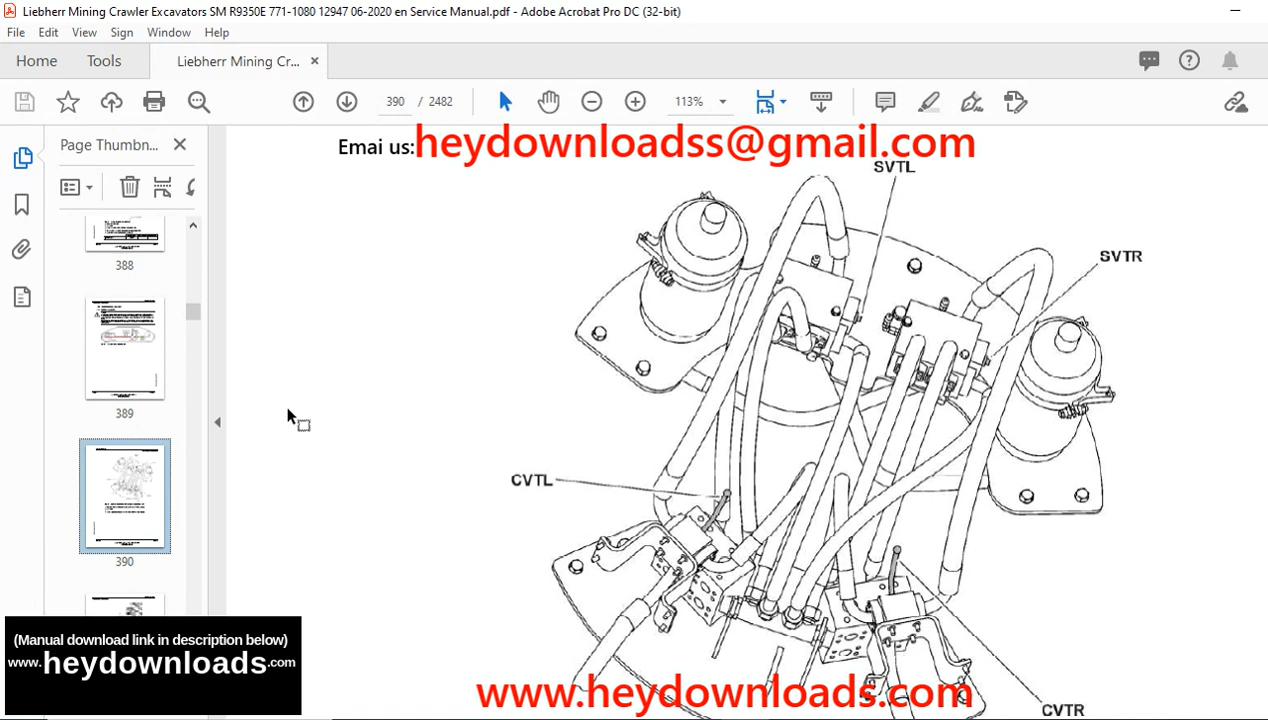 Liebherr Mining Crawler Excavators SM R9350E 771-1080 12947 06-2020 en Service Manual.pdf - Adobe Acrobat Pro DC (32-bit)
File Edit View Sign Window Help
Home Tools Liebherr Mining Cr... ×
390 / 2482 113%
Page Thumbn...
Emai us:heydownloadss@gmail.com
SVTL
SVTR
388
389
CVTL
390
(Manual download link in description below)
www.heydownloads.com
www.heydownloads.com
CVTR